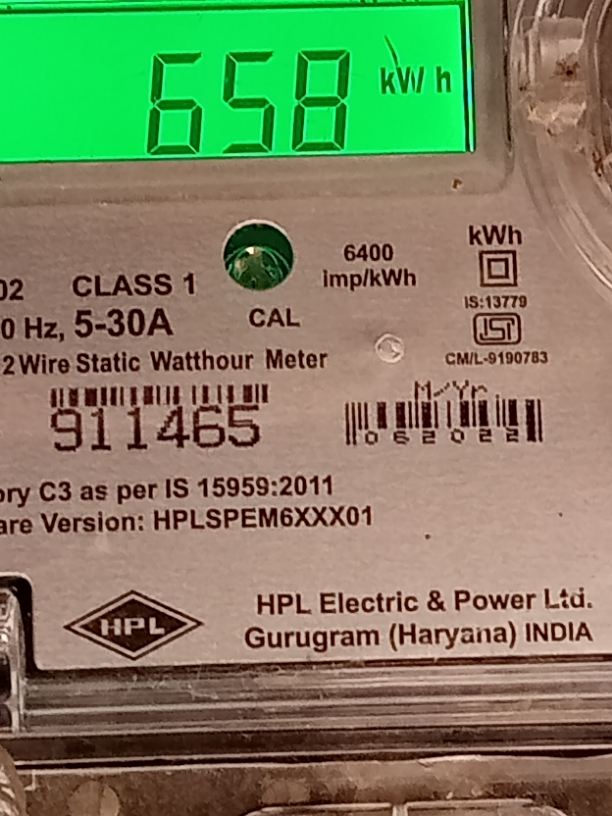 658 kWh
6400
imp/kWh
kWh
IS:13779
02 CLASS 1
0 Hz, 5-30A
CAL
CM/L-9190783
2 Wire Static Watthour Meter
911465
M/Yr.
062022
ory C3 as per IS 15959:2011
are Version: HPLSPEM6XXX01
HPL
HPL Electric & Power Ltd.
Gurugram (Haryana) INDIA